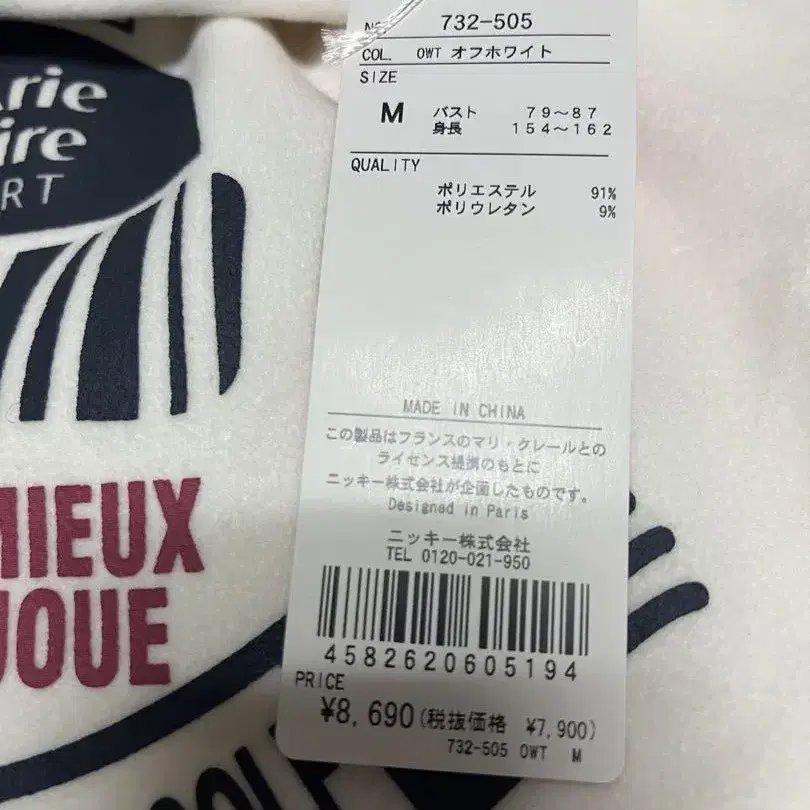 arie
ire
RT
MIEUX
JOUE
732-505
COL. OWT オフホワイト
SIZE
M バスト 79~87
身長 154~162
QUALITY
ポリエステル 91%
ポリウレタン 9%
MADE IN CHINA
この製品はフランスのマリ・クレールとの
ライセンス提携のもとに
ニッキー株式会社が企画したものです。
Designed in Paris
ニッキー株式会社
TEL 0120-021-950
4582620605194
PRICE
¥8,690(税抜価格 ¥7,900)
732-505 OWT M